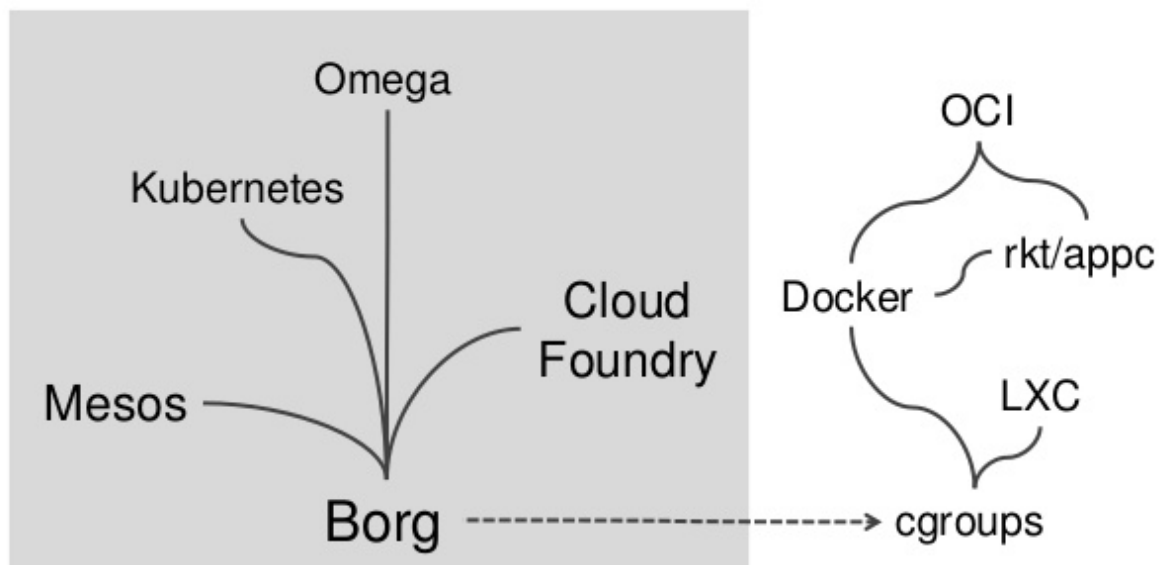 Omega
Kubernetes
Cloud
Foundry
Mesos
Borg
OCI
rkt/appc
Docker
LXC
cgroups